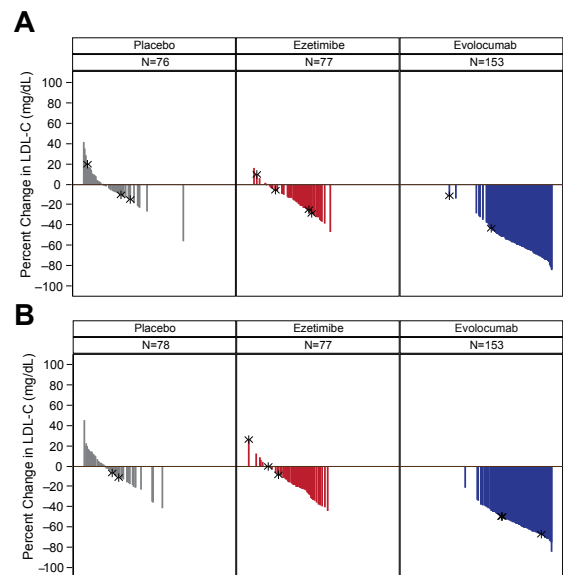 A
Placebo
Ezetimibe
Evolocumab
N=76
N=77
N=153
Percent Change in LDL-C (mg/dL)
100
80
60
40
20
0
−20
−40
−60
−80
−100
B
Placebo
Ezetimibe
Evolocumab
N=78
N=77
N=153
Percent Change in LDL-C (mg/dL)
100
80
60
40
20
0
−20
−40
−60
−80
−100